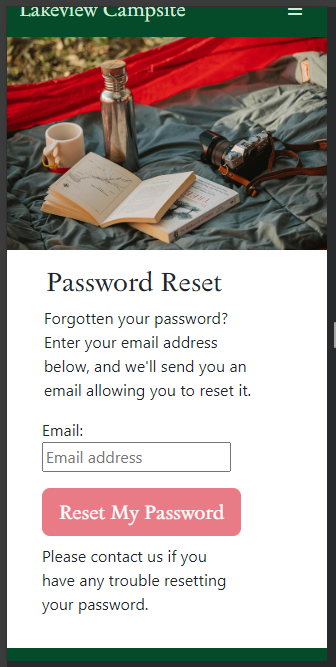 Lakeview Campsite
Password Reset
Forgotten your password?
Enter your email address
below, and we'll send you an
email allowing you to reset it.
Email:
Email address
Reset My Password
Please contact us if you
have any trouble resetting
your password.